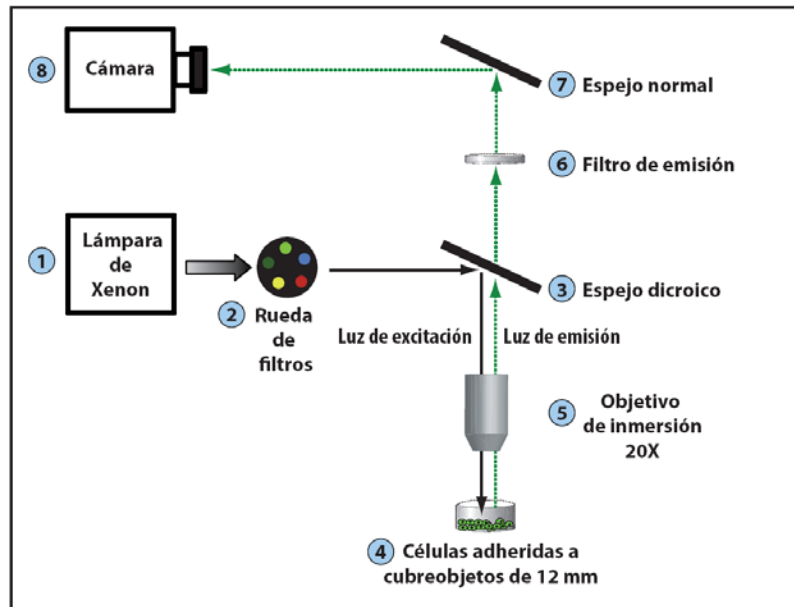 8
Cámara
7 Espejo normal
6 Filtro de emisión
1
Lámpara
de
Xenon
2 Rueda
de
filtros
3 Espejo dicroico
Luz de excitación
Luz de emisión
5 Objetivo
de inmersión
20X
4 Células adheridas a
cubreobjetos de 12 mm